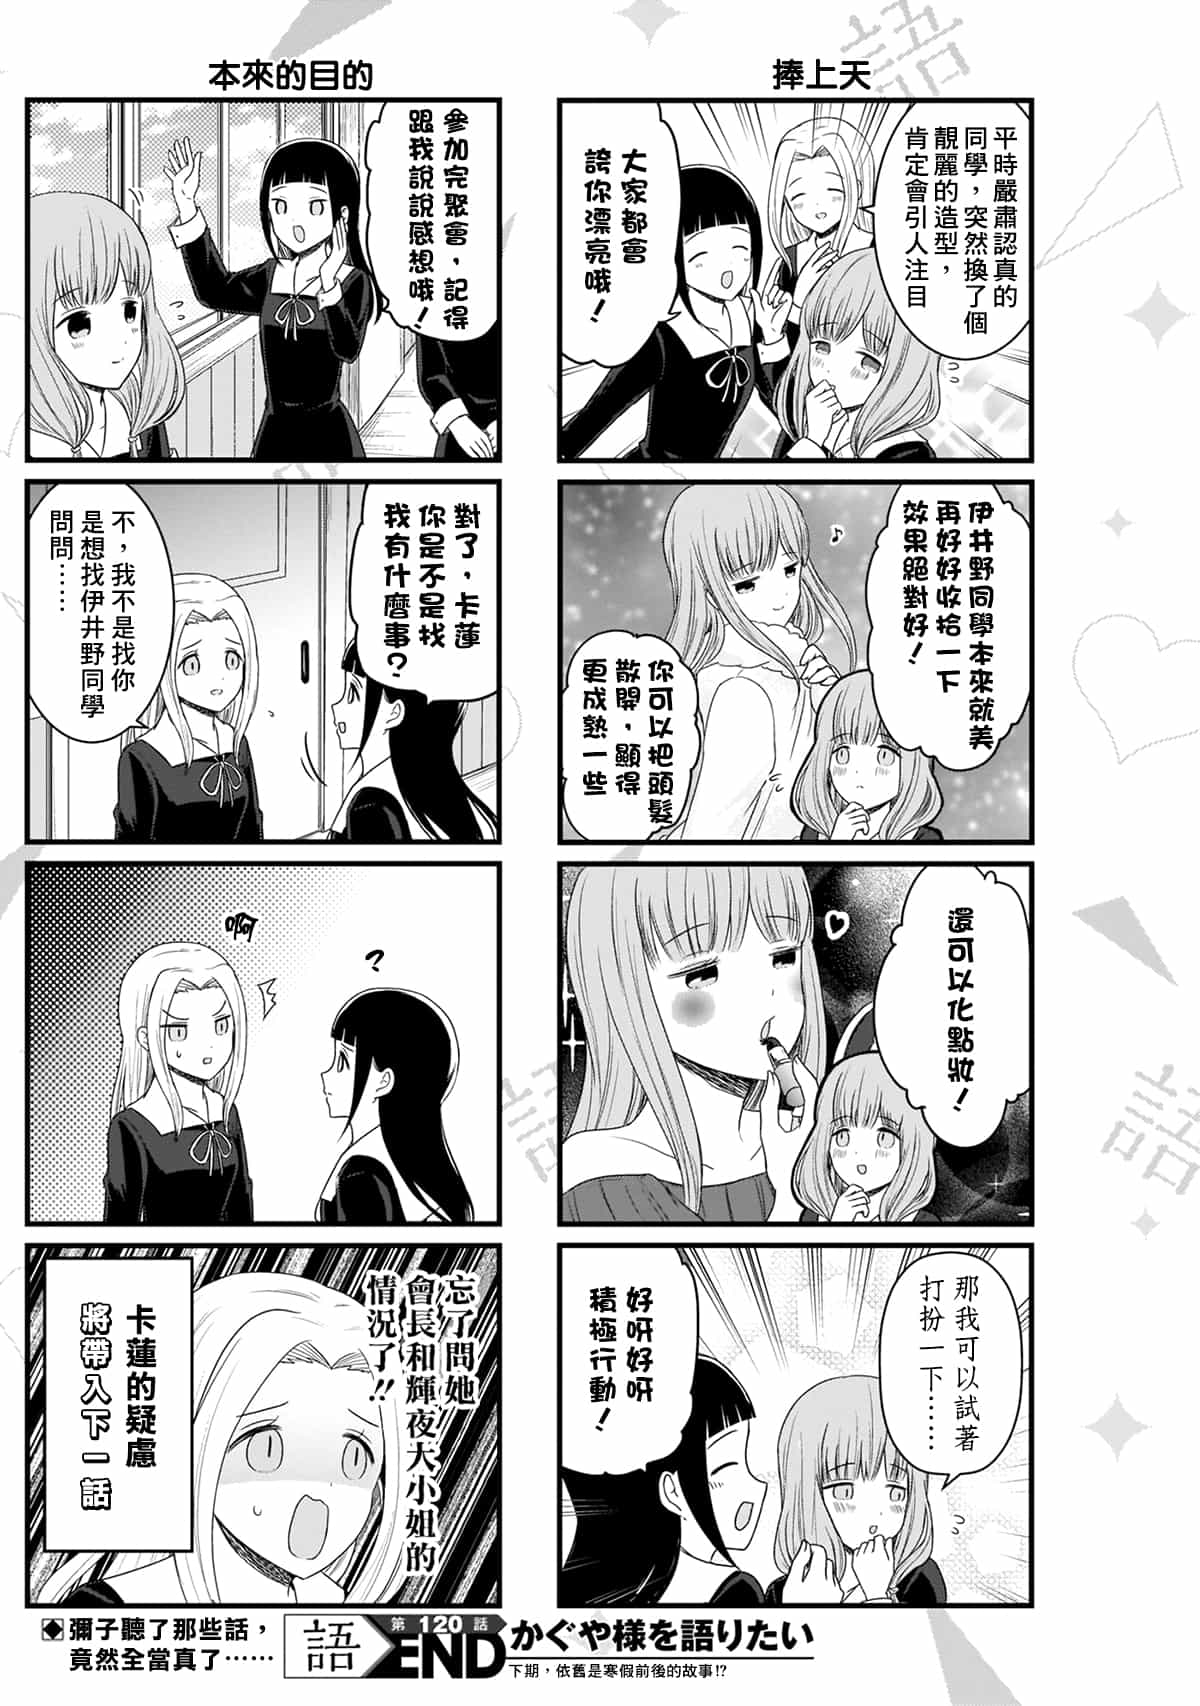 捧上天
平時嚴肅認真的
同學，突然換了個
靚麗的造型，
肯定會引人注目
大家都會
誇你漂亮哦！
伊井野同學本來就美
再好好收拾一下
效果絕對好！
你可以把頭髮
散開，顯得
更成熟一些
還可以化點妝！
那我可以試著
打扮一下……
好呀好呀
積極行動！
本來的目的
參加完聚會，記得
跟我說說感想哦！
對了，卡蓮
你是不是找
我有什麼事？
不，我不是找你
是想找伊井野同學
問問……
？
啊
忘了問她
會長和輝夜大小姐的
情況了!!
卡蓮的疑慮
將帶入下一話
彌子聽了那些話，
竟然全當真了……
語
第120話
END
かぐや様を語りたい
下期，依舊是寒假前後的故事!?
語
語
語